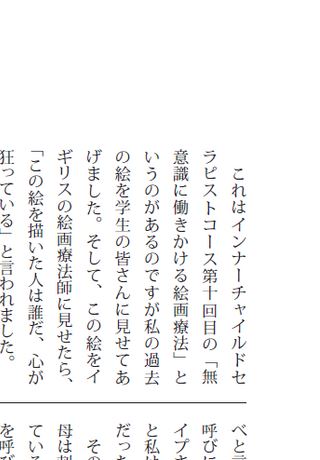 これはインナーチャイルドセ
ラピストコース第十回目の「無
意識に働きかける絵画療法」と
いうのがあるのですが私の過去
の絵を学生の皆さんに見せてあ
げました。そして、この絵をイ
ギリスの絵画療法師に見せたら、
「この絵を描いた人は誰だ、心が
狂っている」と言われました。
べと言
呼びに
イプキ
と私は
だった
その
母は
ている
を呼び